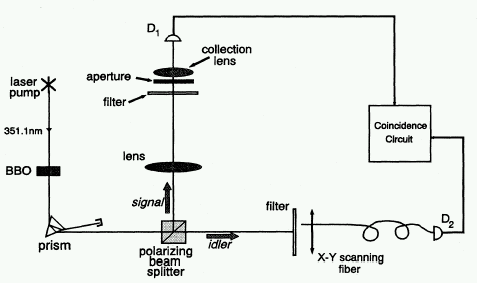 D1
collection
lens
aperture
filter
laser
pump
351.1nm
BBO
prism
lens
signal
polarizing
beam
splitter
idler
filter
X-Y scanning
fiber
D2
Coincidence
Circuit